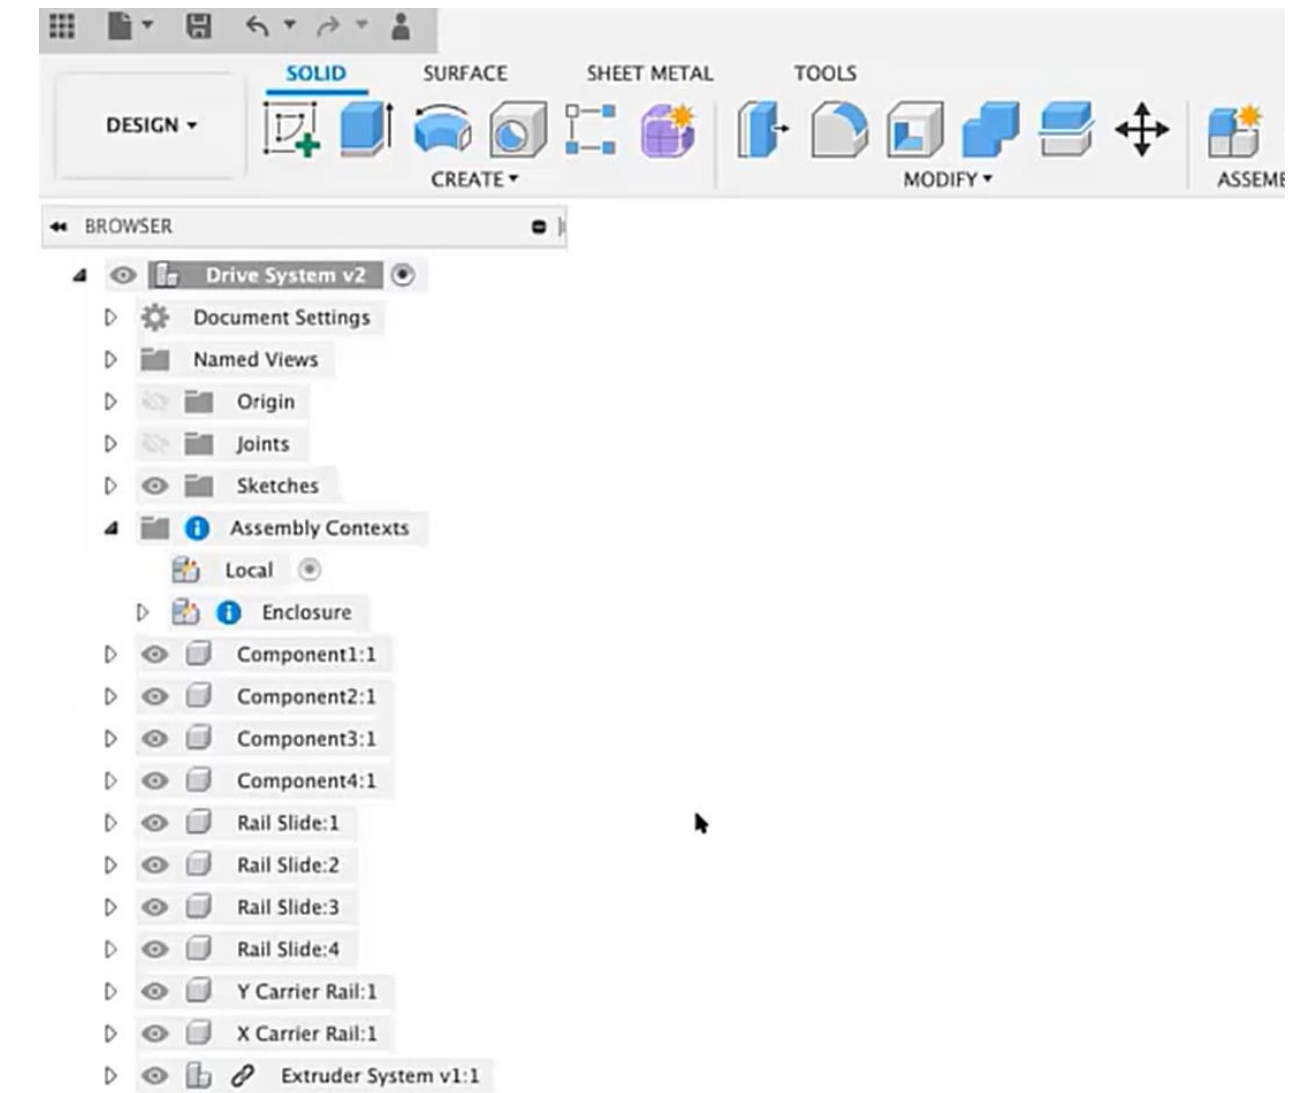 SOLID SURFACE SHEET METAL TOOLS
DESIGN
CREATE MODIFY ASSEME
BROWSER
Drive System v2
Document Settings
Named Views
Origin
Joints
Sketches
Assembly Contexts
Local
Enclosure
Component1:1
Component2:1
Component3:1
Component4:1
Rail Slide:1
Rail Slide:2
Rail Slide:3
Rail Slide:4
Y Carrier Rail:1
X Carrier Rail:1
Extruder System v1:1